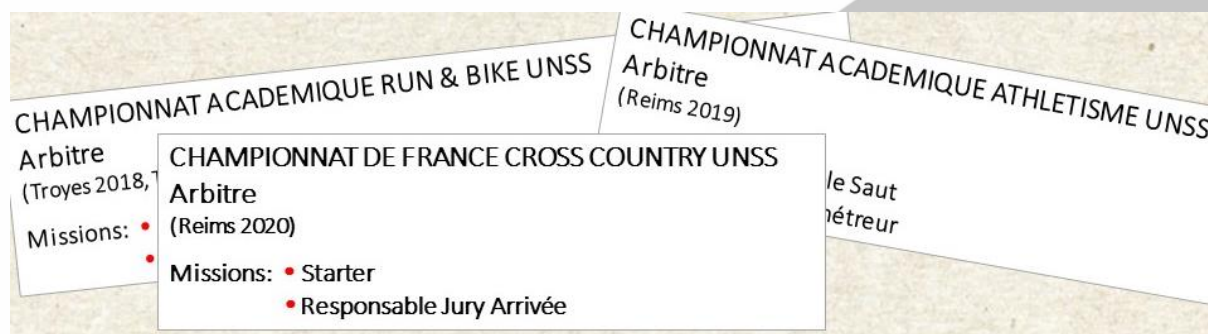 CHAMPIONNAT ACADEMIQUE RUN & BIKE UNSS
Arbitre
(Troyes 2018,
Missions: •
•
CHAMPIONNAT DE FRANCE CROSS COUNTRY UNSS
Arbitre
(Reims 2020)
Missions: • Starter
• Responsable Jury Arrivée
CHAMPIONNAT ACADEMIQUE ATHLETISME UNSS
Arbitre
(Reims 2019)
le Saut